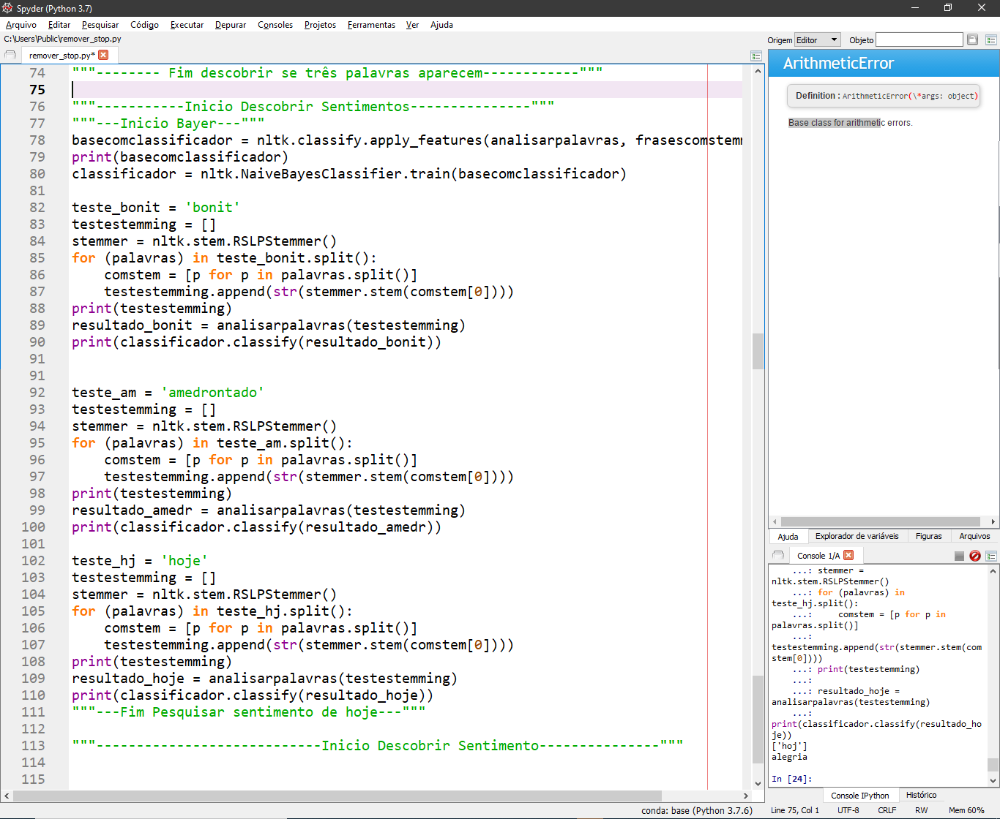 Spyder (Python 3.7)
Arquivo Editar Pesquisar Código Executar Depurar Consoles Projetos Ferramentas Ver Ajuda
C:\Users\Public\remover_stop.py
remover_stop.py*
74 """-------- Fim descobrir se três palavras aparecem------------"""
75
76 """-----------Inicio Descobrir Sentimentos---------------"""
77 """---Inicio Bayer---"""
78 basecomclassificador = nltk.classify.apply_features(analisarpalavras, frasescomstemm
79 print(basecomclassificador)
80 classificador = nltk.NaiveBayesClassifier.train(basecomclassificador)
81
82 teste_bonit = 'bonit'
83 testestemming = []
84 stemmer = nltk.stem.RSLPStemmer()
85 for (palavras) in teste_bonit.split():
86     comstem = [p for p in palavras.split()]
87     testestemming.append(str(stemmer.stem(comstem[0])))
88 print(testestemming)
89 resultado_bonit = analisarpalavras(testestemming)
90 print(classificador.classify(resultado_bonit))
91
91
92 teste_am = 'amedrontado'
93 testestemming = []
94 stemmer = nltk.stem.RSLPStemmer()
95 for (palavras) in teste_am.split():
96     comstem = [p for p in palavras.split()]
97     testestemming.append(str(stemmer.stem(comstem[0])))
98 print(testestemming)
99 resultado_amedr = analisarpalavras(testestemming)
100 print(classificador.classify(resultado_amedr))
101
102 teste_hj = 'hoje'
103 testestemming = []
104 stemmer = nltk.stem.RSLPStemmer()
105 for (palavras) in teste_hj.split():
106     comstem = [p for p in palavras.split()]
107     testestemming.append(str(stemmer.stem(comstem[0])))
108 print(testestemming)
109 resultado_hoje = analisarpalavras(testestemming)
110 print(classificador.classify(resultado_hoje))
111 """---Fim Pesquisar sentimento de hoje---"""
112
113 """----------------------------Inicio Descobrir Sentimento---------------"""
114
115
Origem Editor Objeto
ArithmeticError
Definition : ArithmeticError(\*args: object)
Base class for arithmetic errors.
Ajuda Explorador de variáveis Figuras Arquivos
Console 1/A
...: stemmer =
nltk.stem.RSLPStemmer()
...: for (palavras) in
teste_hj.split():
...:     comstem = [p for p in
palavras.split()]
...:
testestemming.append(str(stemmer.stem(com
stem[0])))
...: print(testestemming)
...:
...: resultado_hoje =
analisarpalavras(testestemming)
...:
print(classificador.classify(resultado_ho
je))
['hoj']
alegria
In [24]:
Console IPython Histórico
conda: base (Python 3.7.6) Line 75, Col 1 UTF-8 CRLF RW Mem 60%